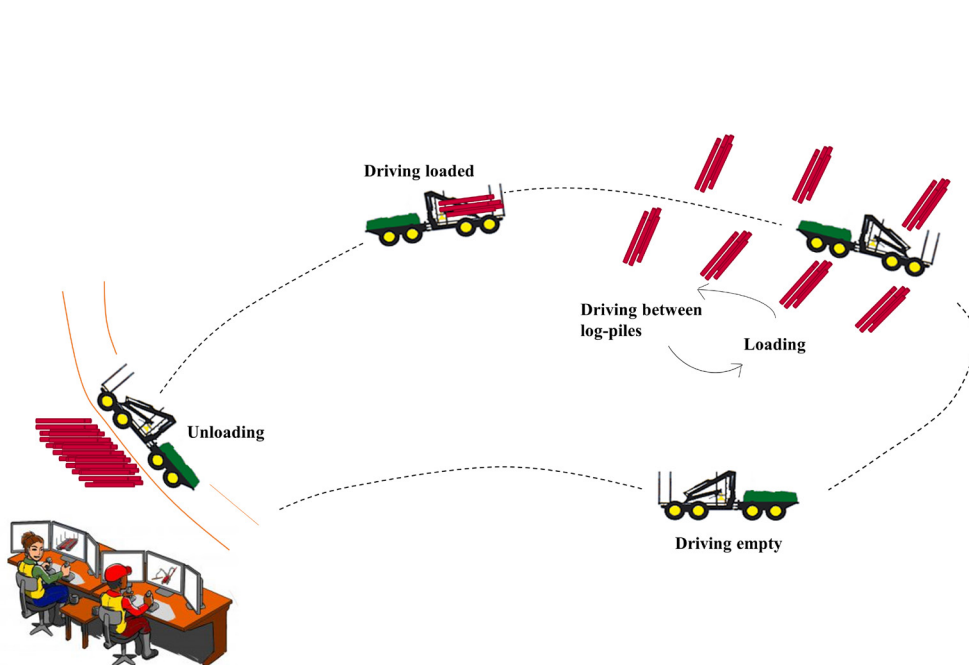 Driving loaded
Driving between
log-piles
Loading
Unloading
Driving empty